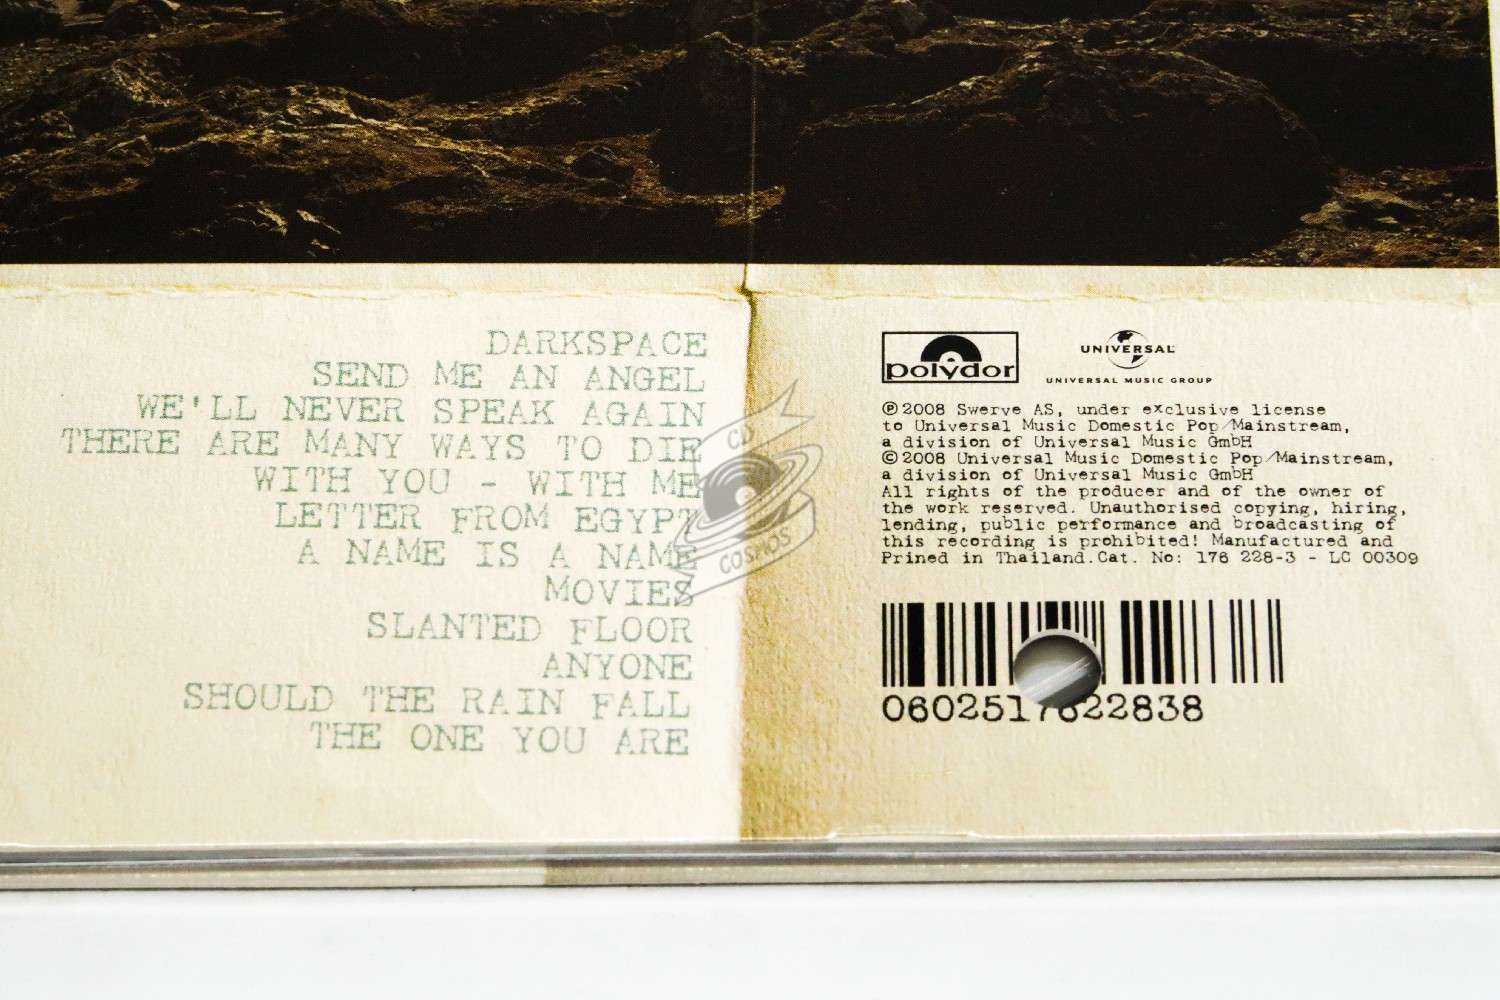 DARKSPACE
SEND ME AN ANGEL
WE'LL NEVER SPEAK AGAIN
THERE ARE MANY WAYS TO DIE
WITH YOU - WITH ME
LETTER FROM EGYPT
A NAME IS A NAME
MOVIES
SLANTED FLOOR
ANYONE
SHOULD THE RAIN FALL
THE ONE YOU ARE
CD
COSMOS
polydor
UNIVERSAL
UNIVERSAL MUSIC GROUP
℗2008 Swerve AS, under exclusive license
to Universal Music Domestic Pop/Mainstream,
a division of Universal Music GmbH
©2008 Universal Music Domestic Pop/Mainstream,
a division of Universal Music GmbH
All rights of the producer and of the owner of
the work reserved. Unauthorised copying, hiring,
lending, public performance and broadcasting of
this recording is prohibited! Manufactured and
Prined in Thailand.Cat. No: 176 228-3 - LC 00309
0602517622838